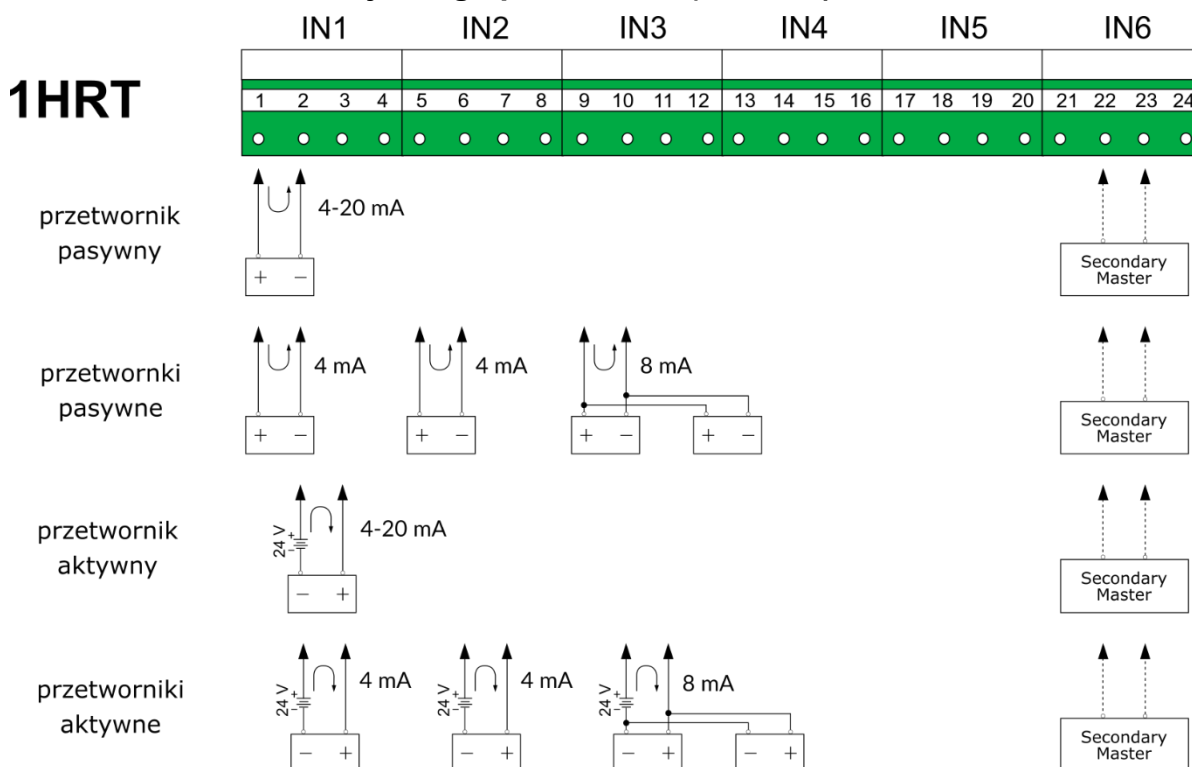 IN1 IN2 IN3 IN4 IN5 IN6
1HRT
1 2 3 4 5 6 7 8 9 10 11 12 13 14 15 16 17 18 19 20 21 22 23 24
przetwornik
pasywny
4-20 mA
+ −
Secondary
Master
przetwornki
pasywne
4 mA 4 mA 8 mA
+ − + − + − + −
Secondary
Master
przetwornik
aktywny
24 V + − 4-20 mA
− +
Secondary
Master
przetworniki
aktywne
24 V + − 4 mA 24 V + − 4 mA 24 V + − 8 mA
− + − + − + − +
Secondary
Master